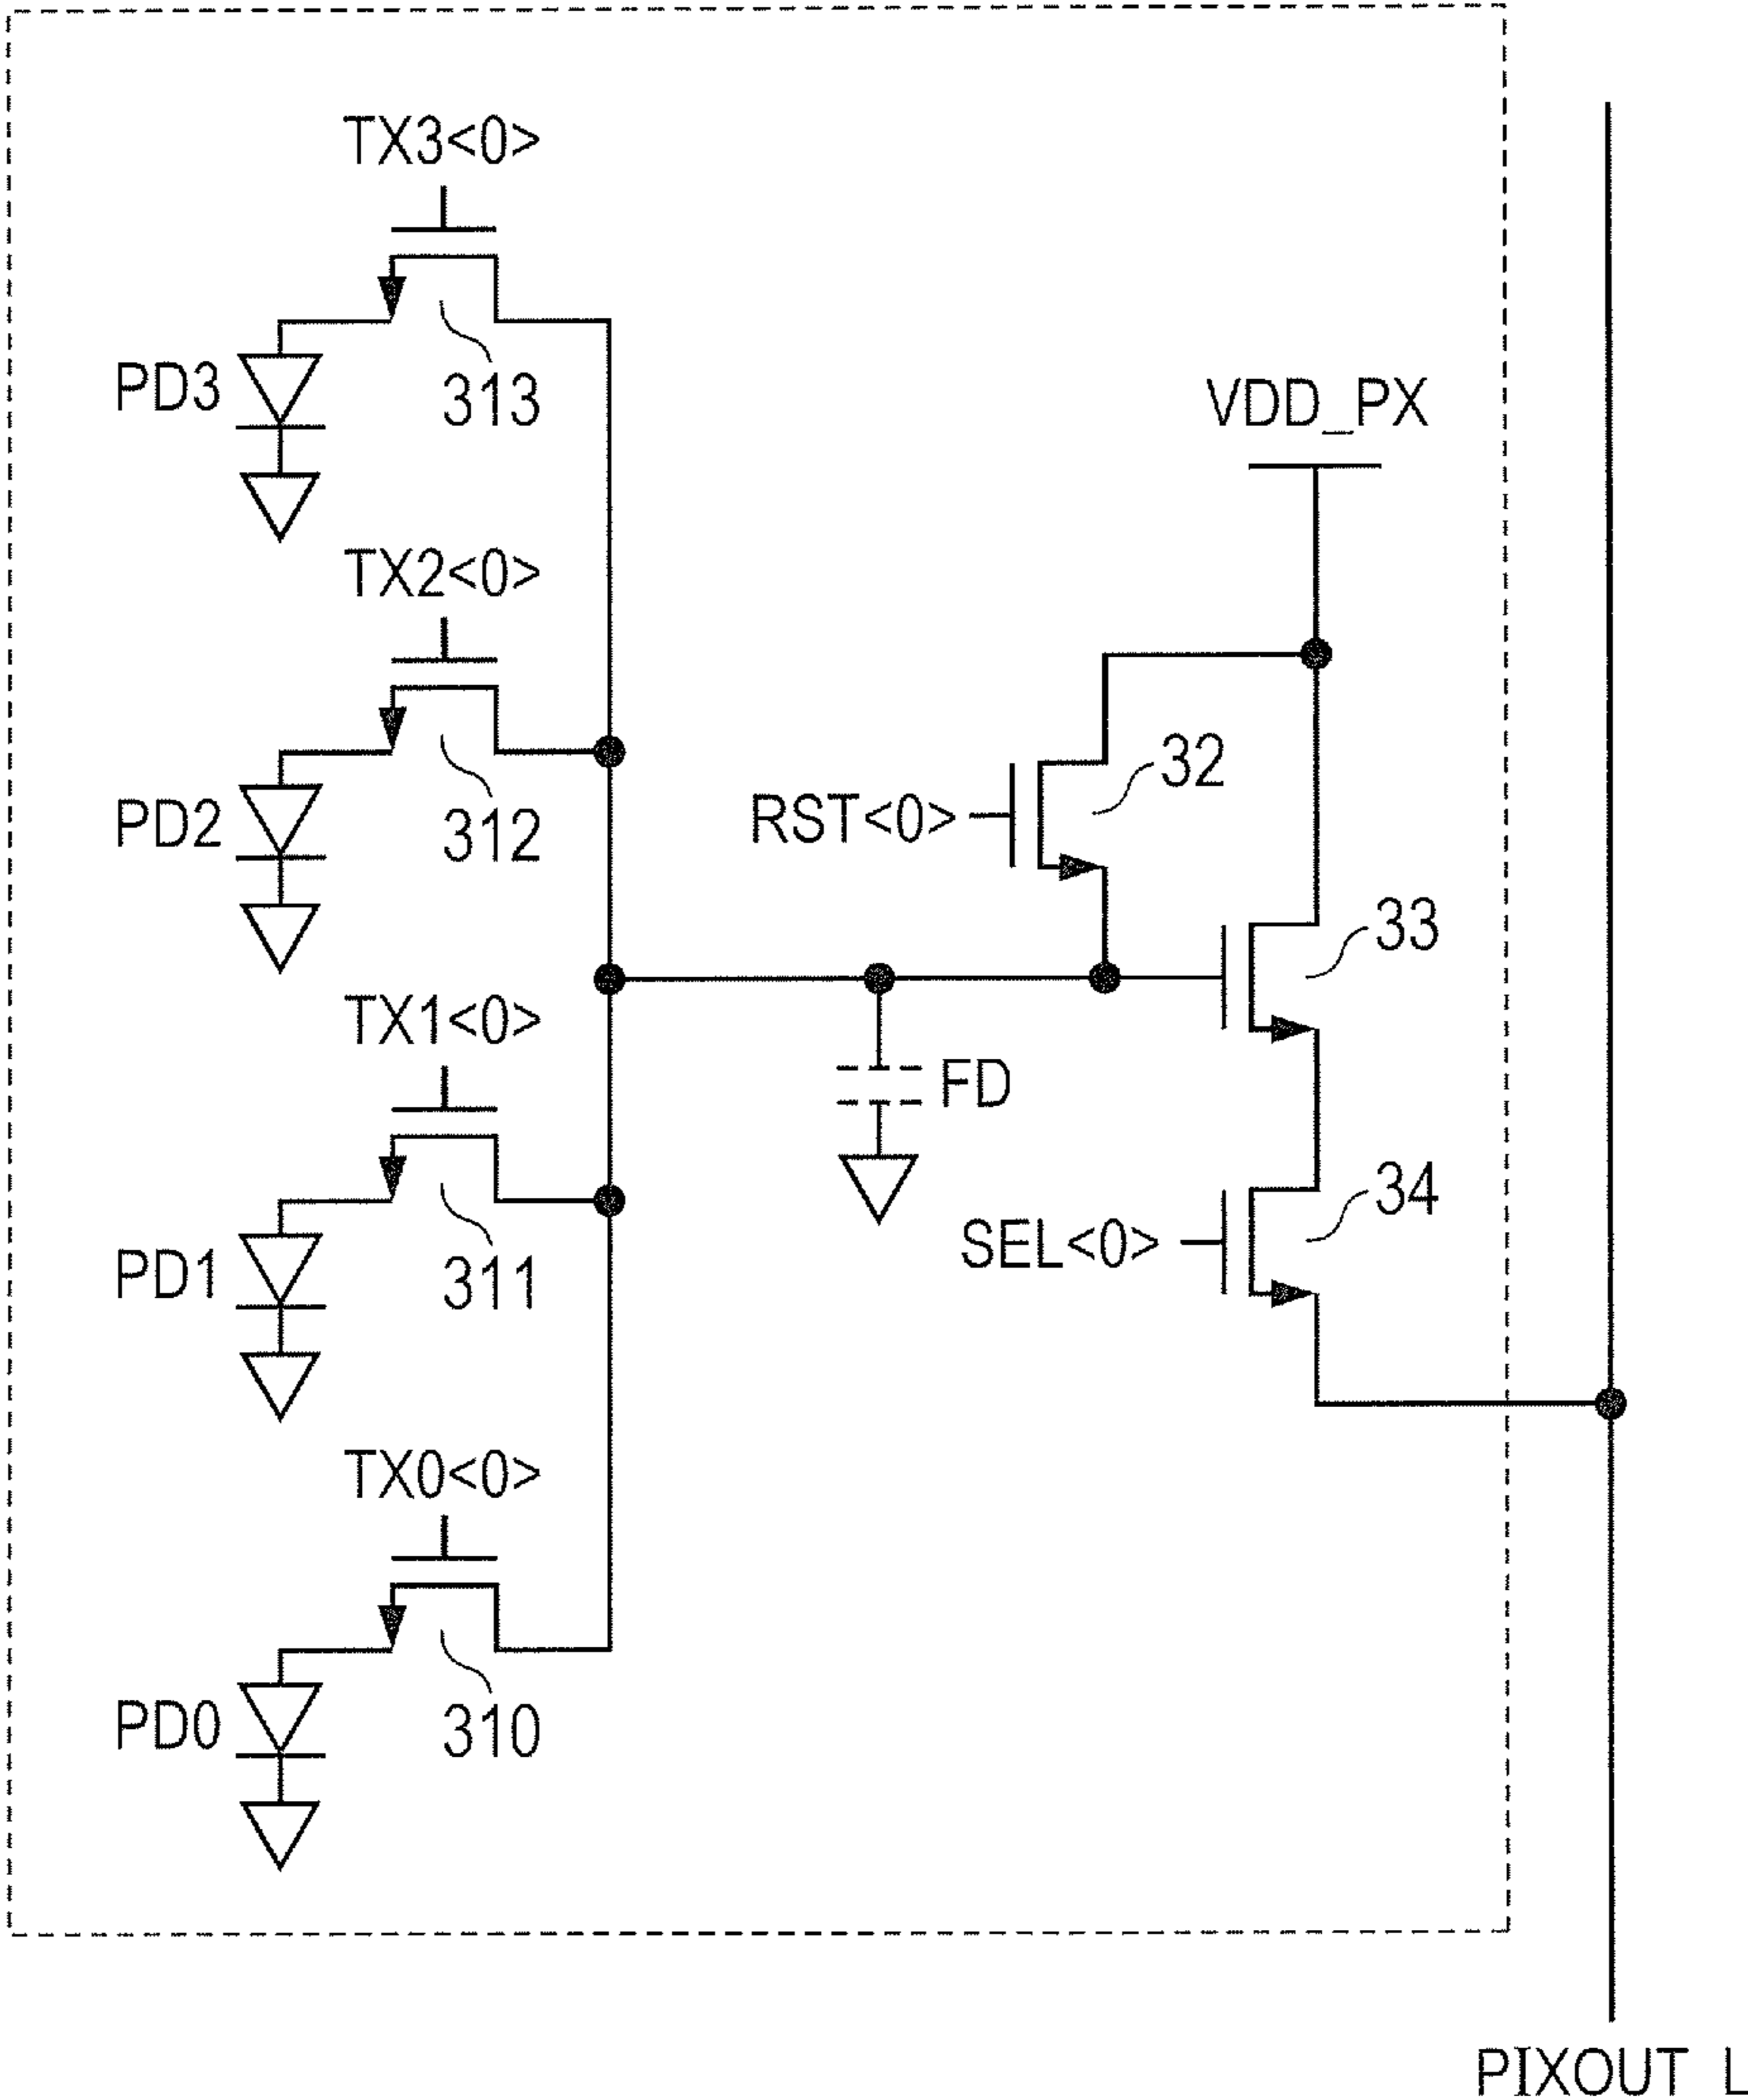 TX3<0>
PD3
313
VDD_PX
TX2<0>
PD2
312
RST<0>
32
33
TX1<0>
FD
PD1
311
SEL<0>
34
TX0<0>
PD0
310
PIXOUT_L